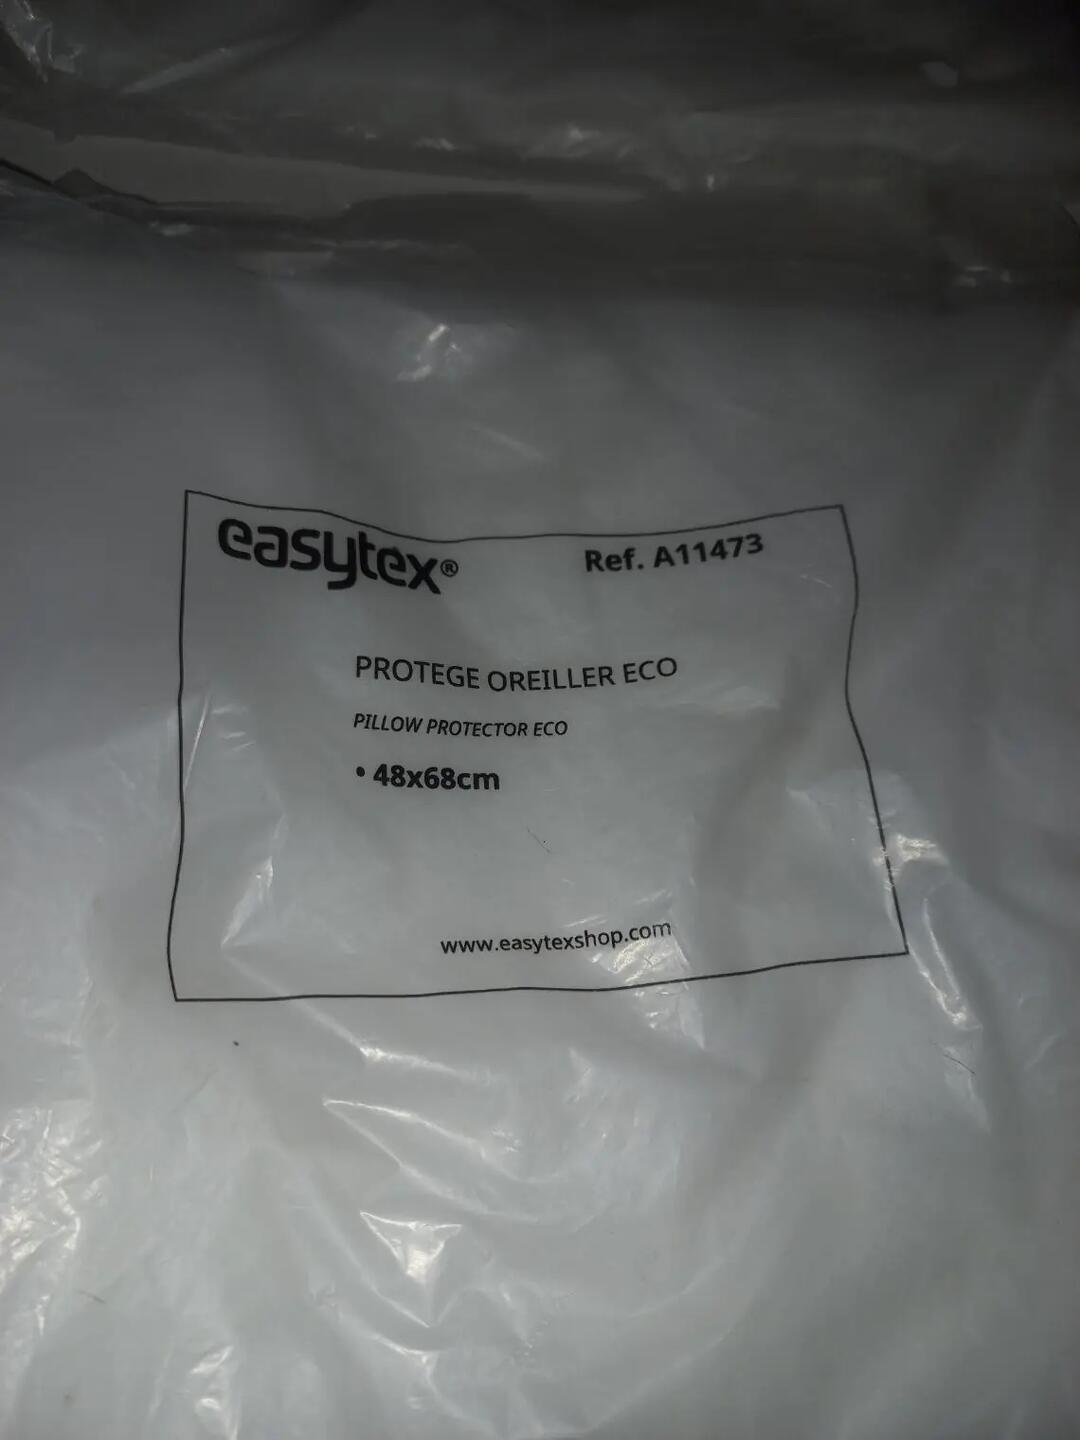 easytex®
Ref. A11473
PROTEGE OREILLER ECO
PILLOW PROTECTOR ECO
• 48x68cm
www.easytexshop.com